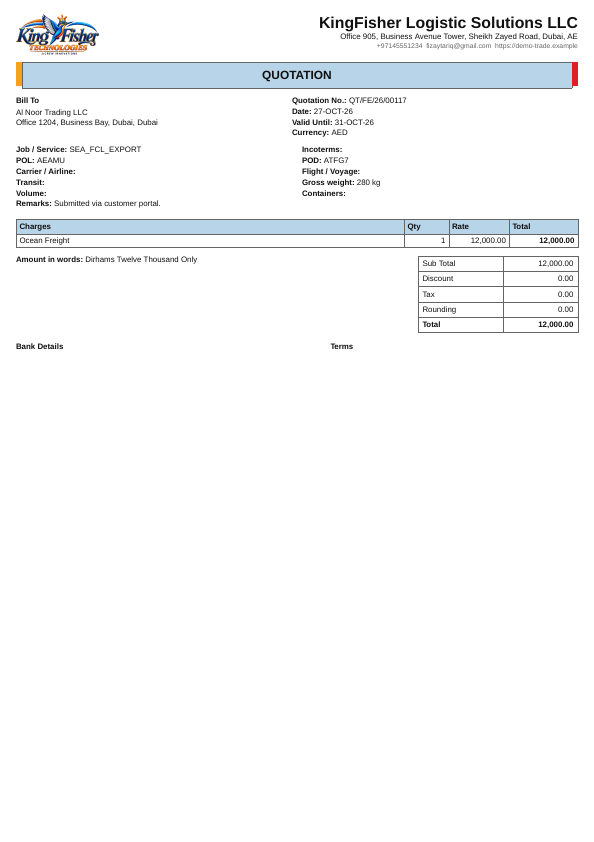 King Fisher
TECHNOLOGIES
KingFisher Logistic Solutions LLC
Office 905, Business Avenue Tower, Sheikh Zayed Road, Dubai, AE
+97145551234 fizaytariq@gmail.com https://demo-trade.example
QUOTATION
Bill To
Al Noor Trading LLC
Office 1204, Business Bay, Dubai, Dubai
Quotation No.: QT/FE/26/00117
Date: 27-OCT-26
Valid Until: 31-OCT-26
Currency: AED
Job / Service: SEA_FCL_EXPORT
Incoterms:
POL: AEAMU
POD: ATFG7
Carrier / Airline:
Flight / Voyage:
Transit:
Gross weight: 280 kg
Volume:
Containers:
Remarks: Submitted via customer portal.
Charges Qty Rate Total
Ocean Freight 1 12,000.00 12,000.00
Amount in words: Dirhams Twelve Thousand Only
Sub Total 12,000.00
Discount 0.00
Tax 0.00
Rounding 0.00
Total 12,000.00
Bank Details
Terms